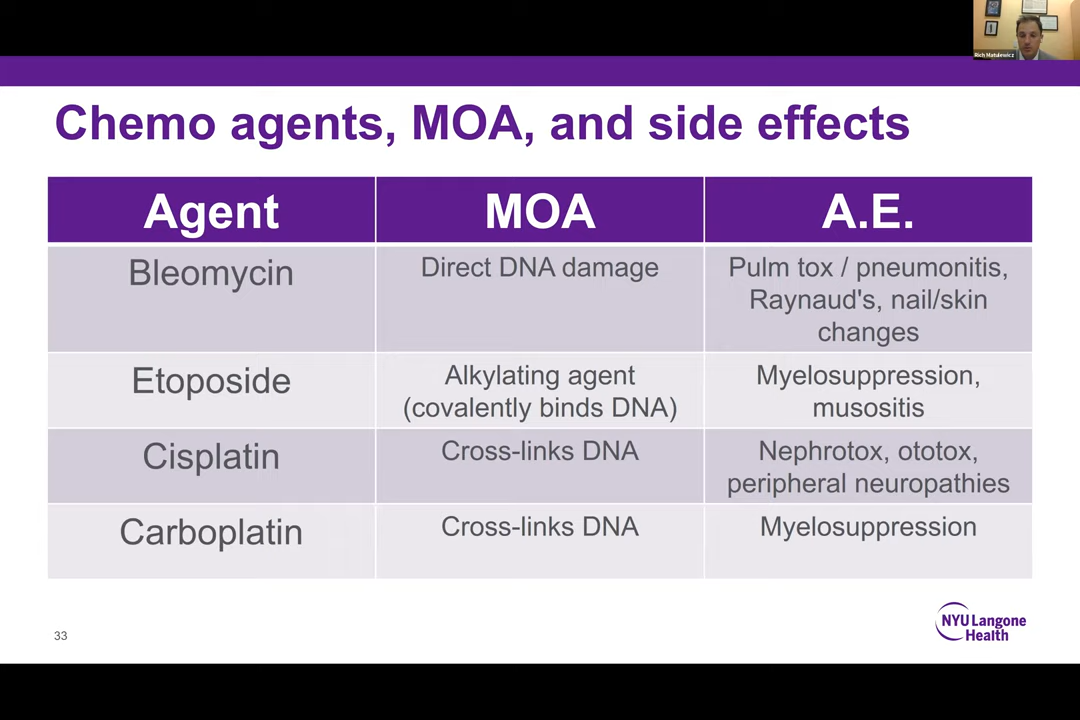 Rich Matulewicz
Chemo agents, MOA, and side effects
Agent
MOA
A.E.
Bleomycin
Direct DNA damage
Pulm tox / pneumonitis,
Raynaud's, nail/skin
changes
Etoposide
Alkylating agent
(covalently binds DNA)
Myelosuppression,
musositis
Cisplatin
Cross-links DNA
Nephrotox, ototox,
peripheral neuropathies
Carboplatin
Cross-links DNA
Myelosuppression
33
NYU Langone
Health